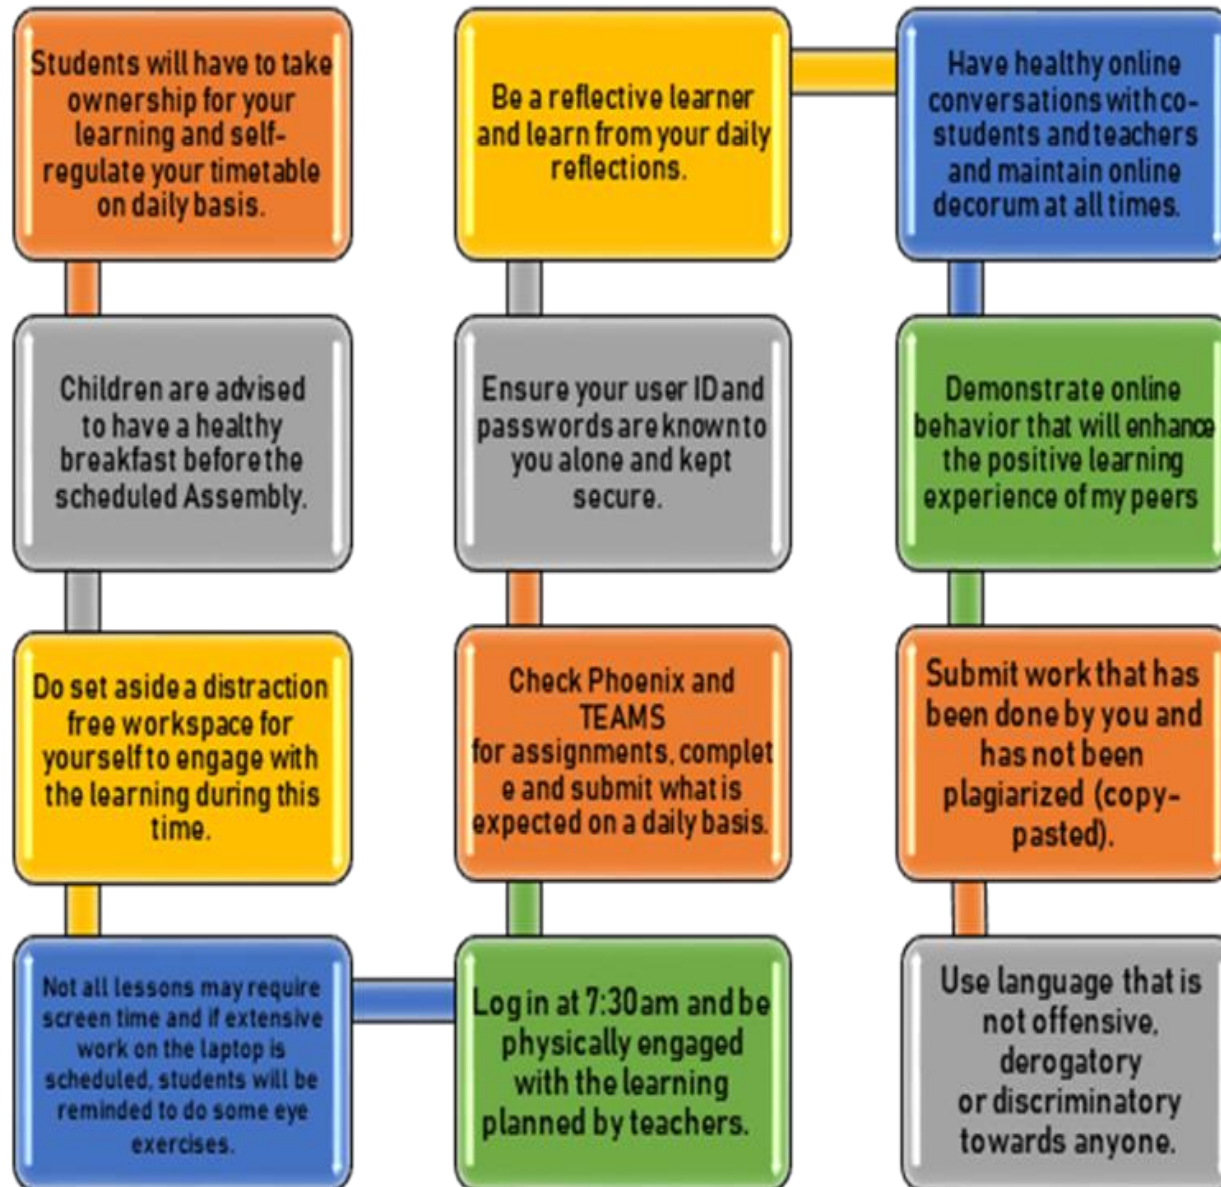 Students will have to take
ownership for your
learning and self-
regulate your timetable
on daily basis.
Children are advised
to have a healthy
breakfast before the
scheduled Assembly.
Do set aside a distraction
free workspace for
yourself to engage with
the learning during this
time.
Not all lessons may require
screen time and if extensive
work on the laptop is
scheduled, students will be
reminded to do some eye
exercises.
Log in at 7:30am and be
physically engaged
with the learning
planned by teachers.
Check Phoenix and
TEAMS
for assignments, complet
e and submit what is
expected on a daily basis.
Ensure your user ID and
passwords are known to
you alone and kept
secure.
Be a reflective learner
and learn from your daily
reflections.
Have healthy online
conversations with co-
students and teachers
and maintain online
decorum at all times.
Demonstrate online
behavior that will enhance
the positive learning
experience of my peers
Submit work that has
been done by you and
has not been
plagiarized (copy-
pasted).
Use language that is
not offensive,
derogatory
or discriminatory
towards anyone.